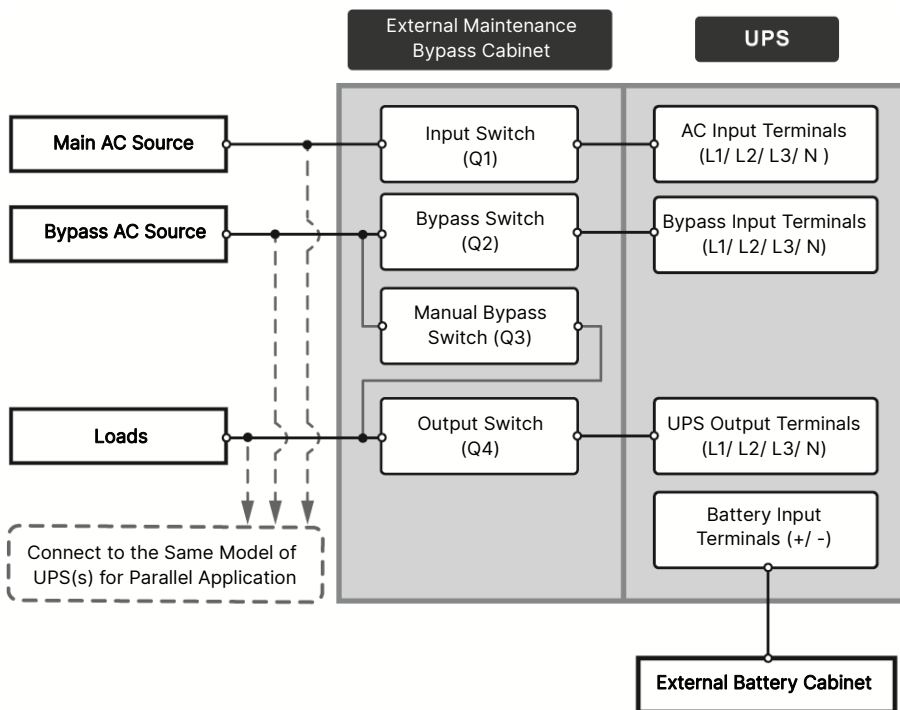 External Maintenance
Bypass Cabinet
UPS
Main AC Source
Input Switch
(Q1)
AC Input Terminals
(L1/ L2/ L3/ N )
Bypass AC Source
Bypass Switch
(Q2)
Bypass Input Terminals
(L1/ L2/ L3/ N)
Manual Bypass
Switch (Q3)
Loads
Output Switch
(Q4)
UPS Output Terminals
(L1/ L2/ L3/ N)
Battery Input
Terminals (+/ -)
Connect to the Same Model of
UPS(s) for Parallel Application
External Battery Cabinet